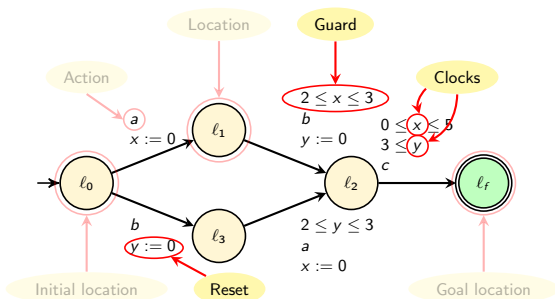 Location
Guard
Action
Clocks
2 ≤ x ≤ 3
b
y := 0
a
x := 0
0 ≤ x ≤ 5
3 ≤ y
c
ℓ₁
ℓ₀
ℓ₂
ℓf
ℓ₃
b
y := 0
2 ≤ y ≤ 3
a
x := 0
Initial location
Reset
Goal location